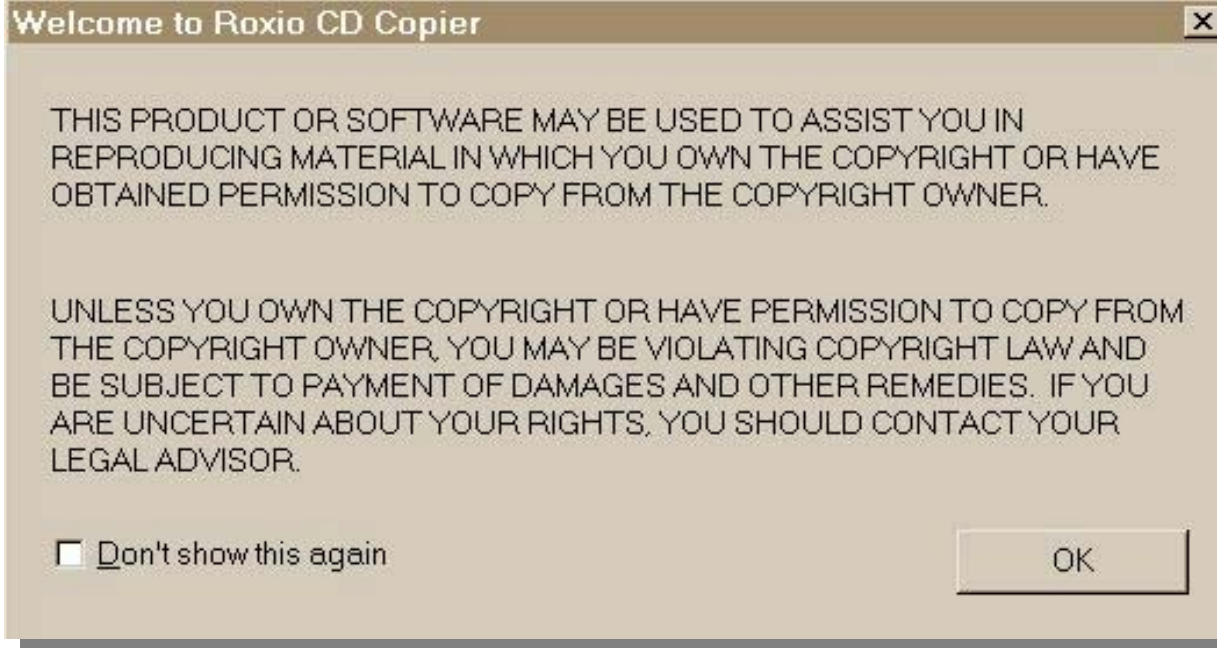 Welcome to Roxio CD Copier
THIS PRODUCT OR SOFTWARE MAY BE USED TO ASSIST YOU IN
REPRODUCING MATERIAL IN WHICH YOU OWN THE COPYRIGHT OR HAVE
OBTAINED PERMISSION TO COPY FROM THE COPYRIGHT OWNER.
UNLESS YOU OWN THE COPYRIGHT OR HAVE PERMISSION TO COPY FROM
THE COPYRIGHT OWNER, YOU MAY BE VIOLATING COPYRIGHT LAW AND
BE SUBJECT TO PAYMENT OF DAMAGES AND OTHER REMEDIES. IF YOU
ARE UNCERTAIN ABOUT YOUR RIGHTS, YOU SHOULD CONTACT YOUR
LEGAL ADVISOR.
Don't show this again
OK